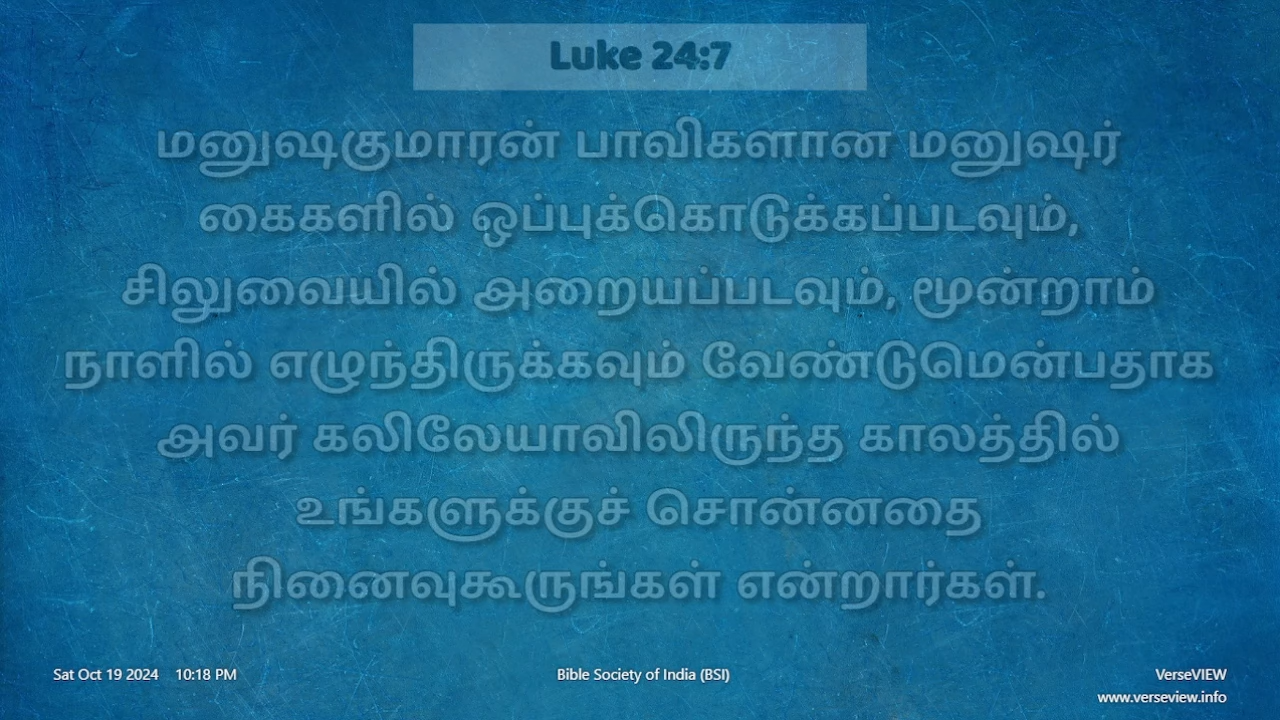 Luke 24:7
மனுஷகுமாரன் பாவிகளான மனுஷர்
கைகளில் ஒப்புக்கொடுக்கப்படவும்,
சிலுவையில் அறையப்படவும், மூன்றாம்
நாளில் எழுந்திருக்கவும் வேண்டுமென்பதாக
அவர் கலிலேயாவிலிருந்த காலத்தில்
உங்களுக்குச் சொன்னதை
நினைவுகூருங்கள் என்றார்கள்.
Sat Oct 19 2024 10:18 PM
Bible Society of India (BSI)
VerseVIEW
www.verseview.info